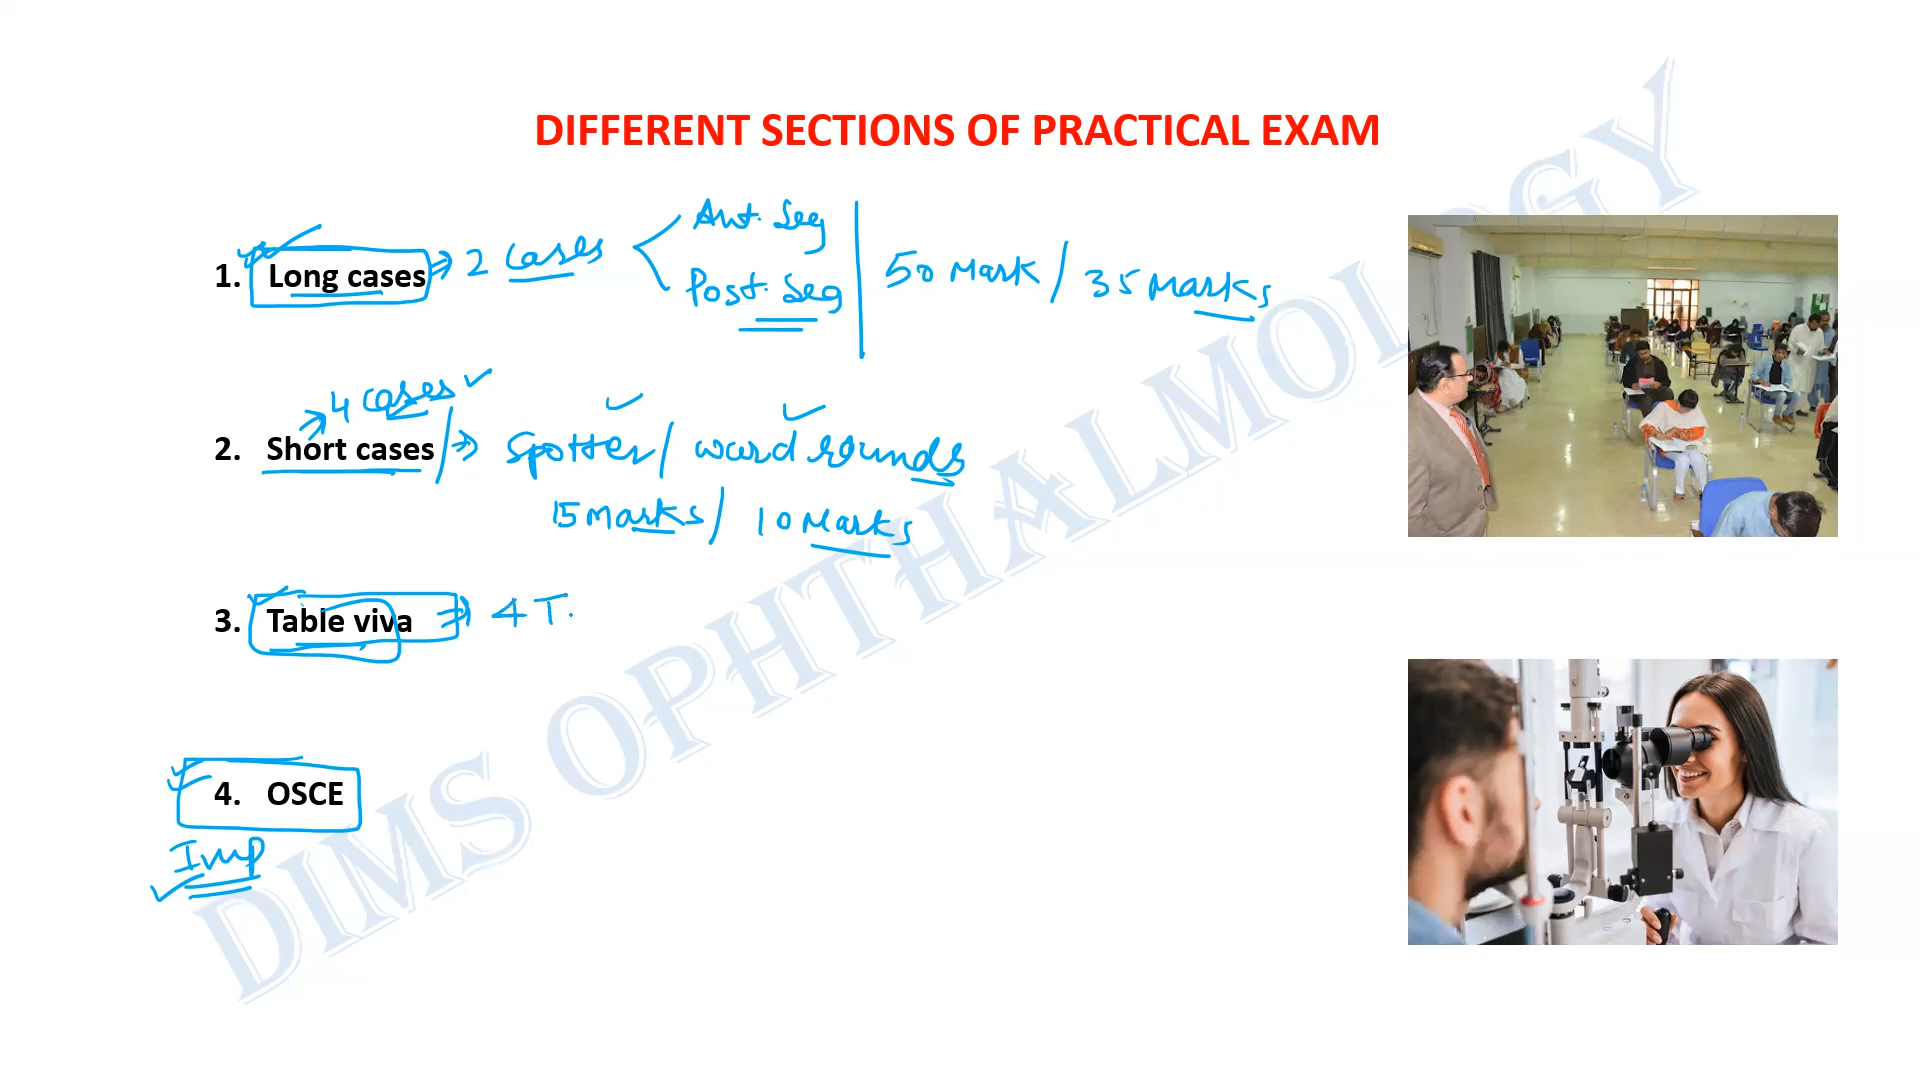 DIFFERENT SECTIONS OF PRACTICAL EXAM
1. Long cases ⇒ 2 cases < Ant. Seg | 50 Mark / 35 Marks
Post. Seg
→ 4 cases ✓
2. Short cases / ⇒ Spotter / ward rounds
15 Marks / 10 Marks
3. Table viva ⇒ 4 T.
4. OSCE
Imp
DIMS OPHTHALMOLOGY